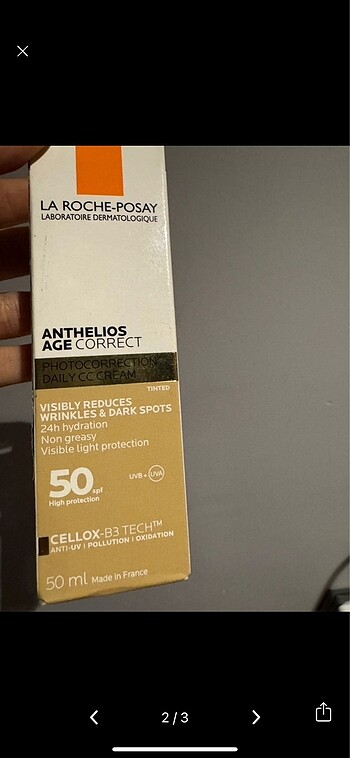 LA ROCHE-POSAY
LABORATOIRE DERMATOLOGIQUE
ANTHELIOS
AGE CORRECT
PHOTOCORRECTION
DAILY CC CREAM
TINTED
VISIBLY REDUCES
WRINKLES & DARK SPOTS
24h hydration
Non greasy
Visible light protection
50 spf
UVB + UVA
High protection
CELLOX-B3 TECH™
ANTI-UV | POLLUTION | OXIDATION
50 ml Made in France
2/3